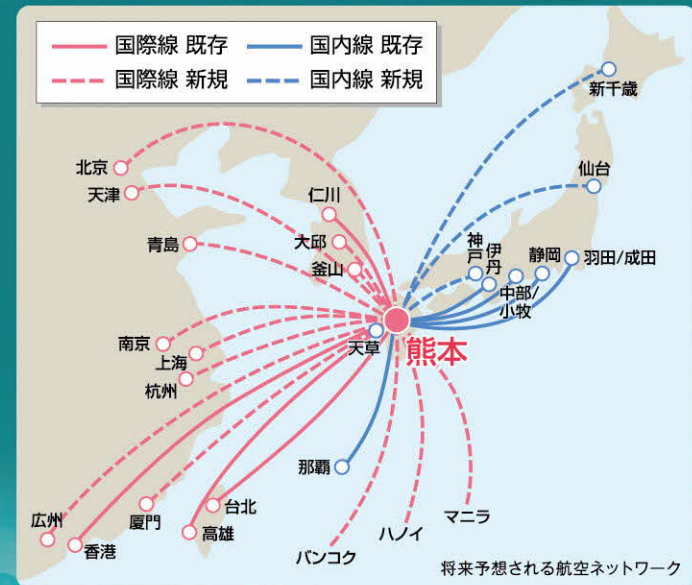 国際線 既存
国内線 既存
国際線 新規
国内線 新規
新千歳
北京
仙台
天津
仁川
大邱
青島
神戸
伊丹
静岡
羽田/成田
釜山
中部/
小牧
南京
天草
熊本
上海
杭州
那覇
広州
厦門
台北
香港
高雄
マニラ
ハノイ
バンコク
将来予想される航空ネットワーク